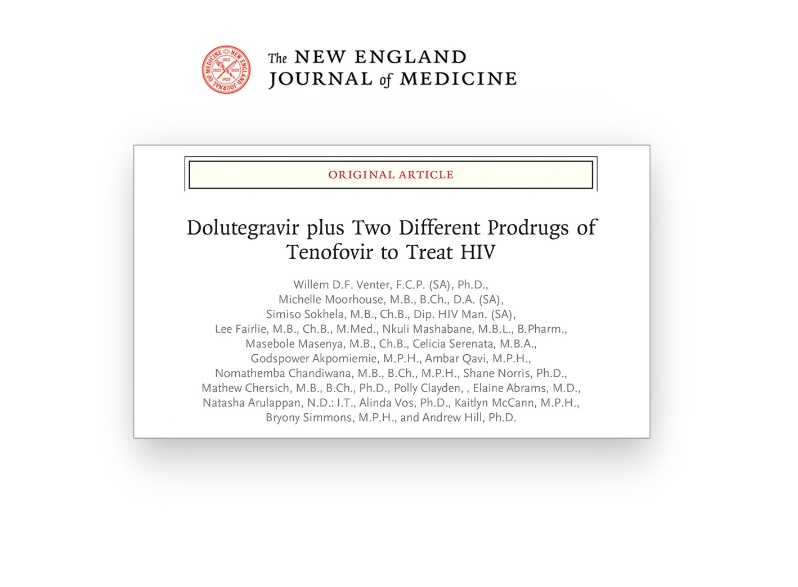 The NEW ENGLAND
JOURNAL of MEDICINE
ORIGINAL ARTICLE
Dolutegravir plus Two Different Prodrugs of
Tenofovir to Treat HIV
Willem D.F. Venter, F.C.P. (SA), Ph.D.,
Michelle Moorhouse, M.B., B.Ch., D.A. (SA),
Simiso Sokhela, M.B., Ch.B., Dip. HIV Man. (SA),
Lee Fairlie, M.B., Ch.B., M.Med., Nkuli Mashabane, M.B.L., B.Pharm.,
Masebole Masenya, M.B., Ch.B., Celicia Serenata, M.B.A.,
Godspower Akpomiemie, M.P.H., Ambar Qavi, M.P.H.,
Nomathemba Chandiwana, M.B., B.Ch., M.P.H., Shane Norris, Ph.D.,
Mathew Chersich, M.B., B.Ch., Ph.D., Polly Clayden, , Elaine Abrams, M.D.,
Natasha Arulappan, N.D.: I.T., Alinda Vos, Ph.D., Kaitlyn McCann, M.P.H.,
Bryony Simmons, M.P.H., and Andrew Hill, Ph.D.